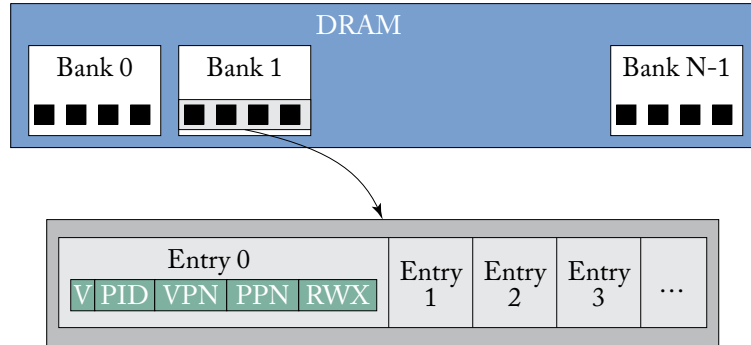 DRAM
Bank 0
Bank 1
Bank N-1
Entry 0
V PID VPN PPN RWX
Entry
1
Entry
2
Entry
3
...